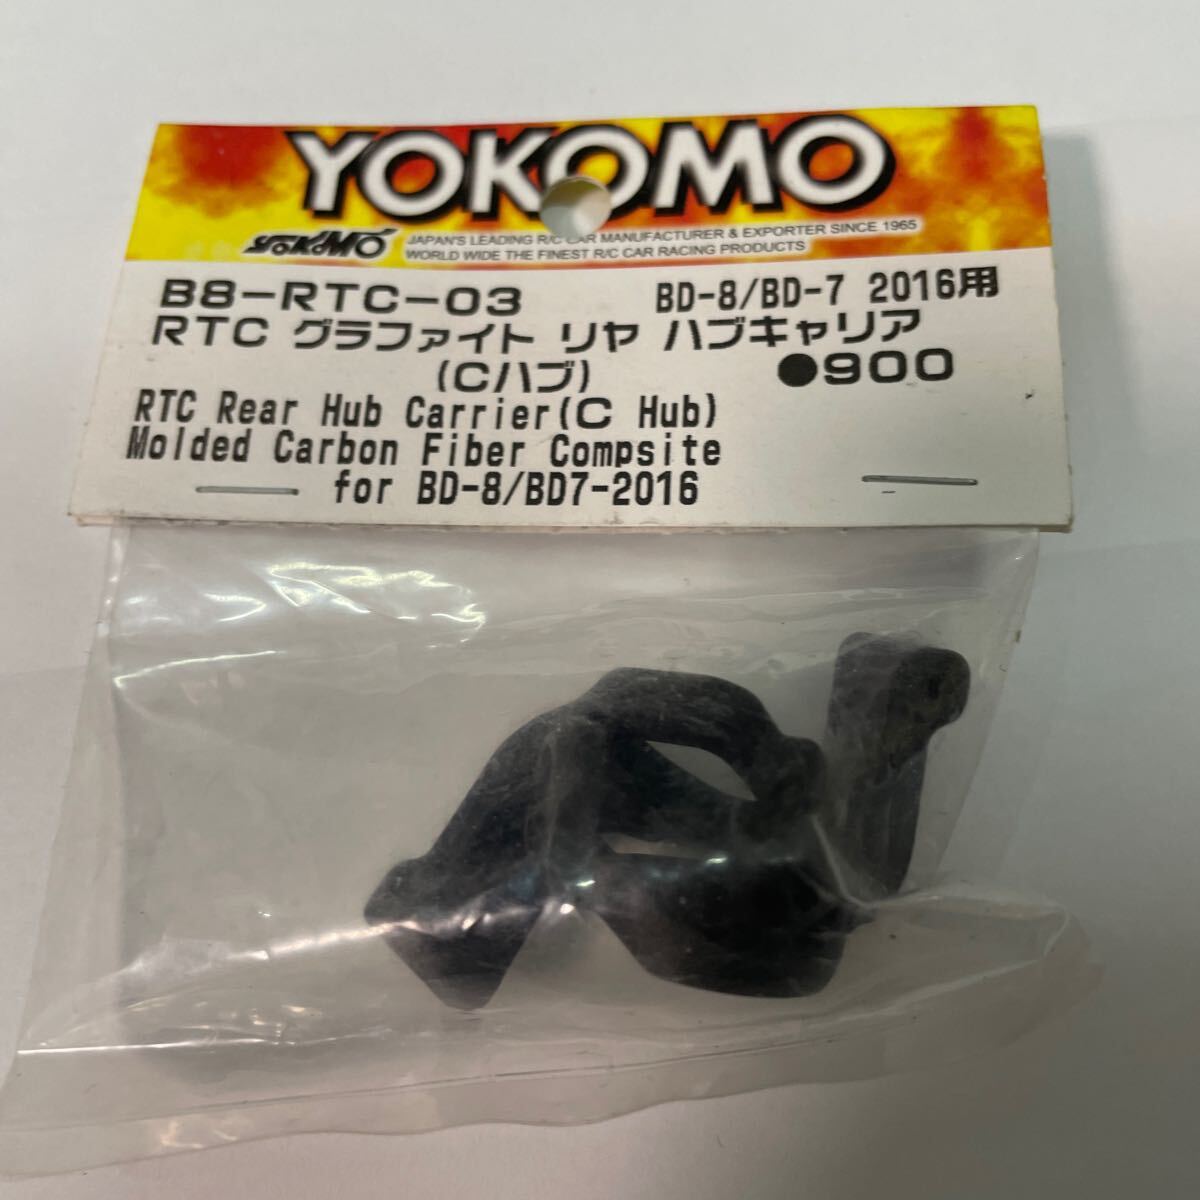 YOKOMO
YOKOMO JAPAN'S LEADING R/C CAR MANUFACTURER & EXPORTER SINCE 1965
WORLD WIDE THE FINEST R/C CAR RACING PRODUCTS
B8-RTC-03 BD-8/BD-7 2016用
RTC グラファイト リヤ ハブキャリア
(Cハブ) ●900
RTC Rear Hub Carrier(C Hub)
Molded Carbon Fiber Compsite
for BD-8/BD7-2016